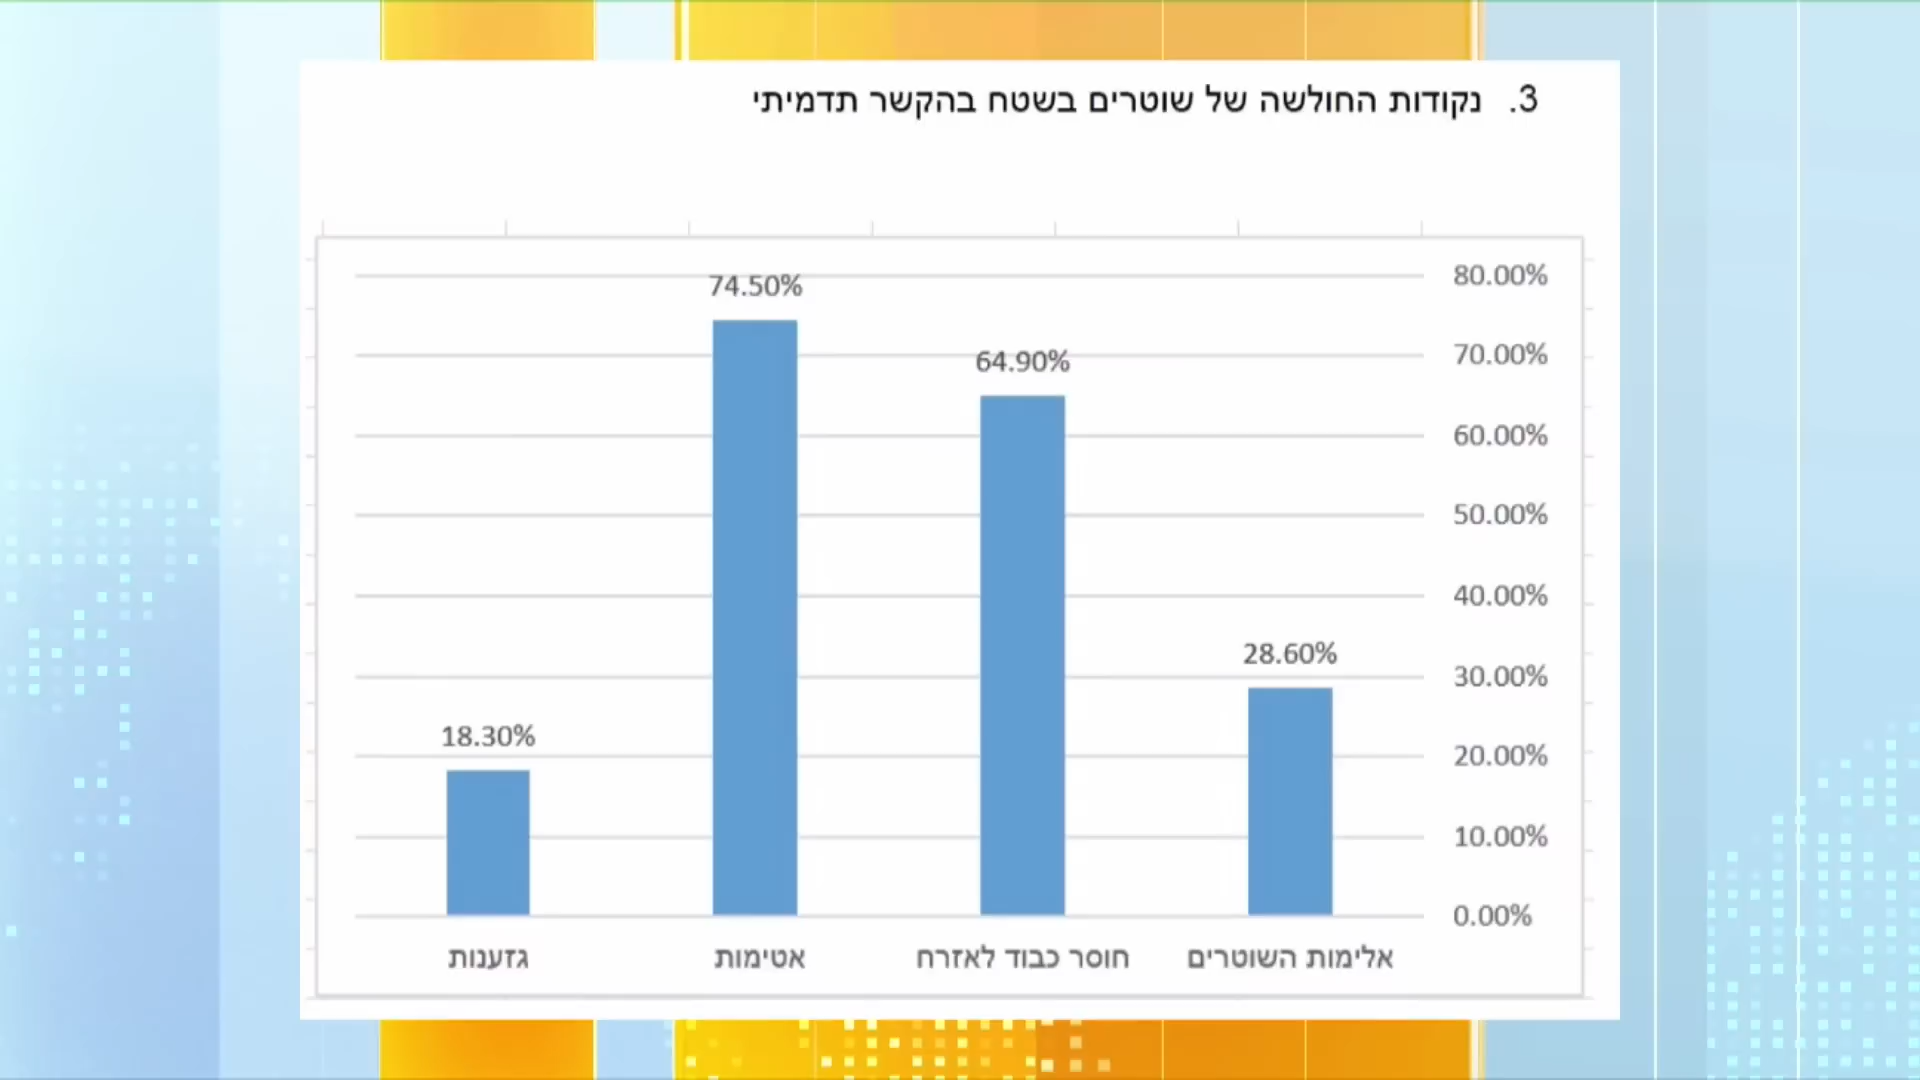 3. נקודות החולשה של שוטרים בשטח בהקשר תדמיתי
80.00%
74.50%
70.00%
64.90%
60.00%
50.00%
40.00%
28.60%
30.00%
18.30%
20.00%
10.00%
0.00%
אלימות השוטרים
חוסר כבוד לאזרח
אטימות
גזענות